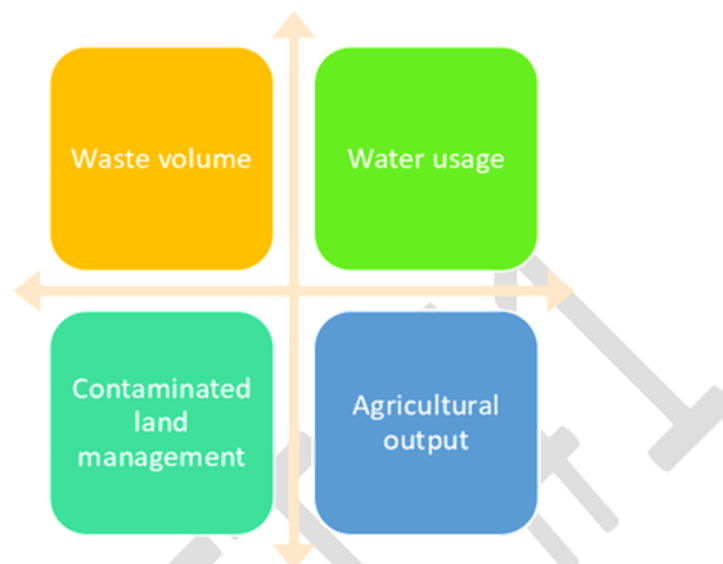 Waste volume
Water usage
Contaminated
land
management
Agricultural
output